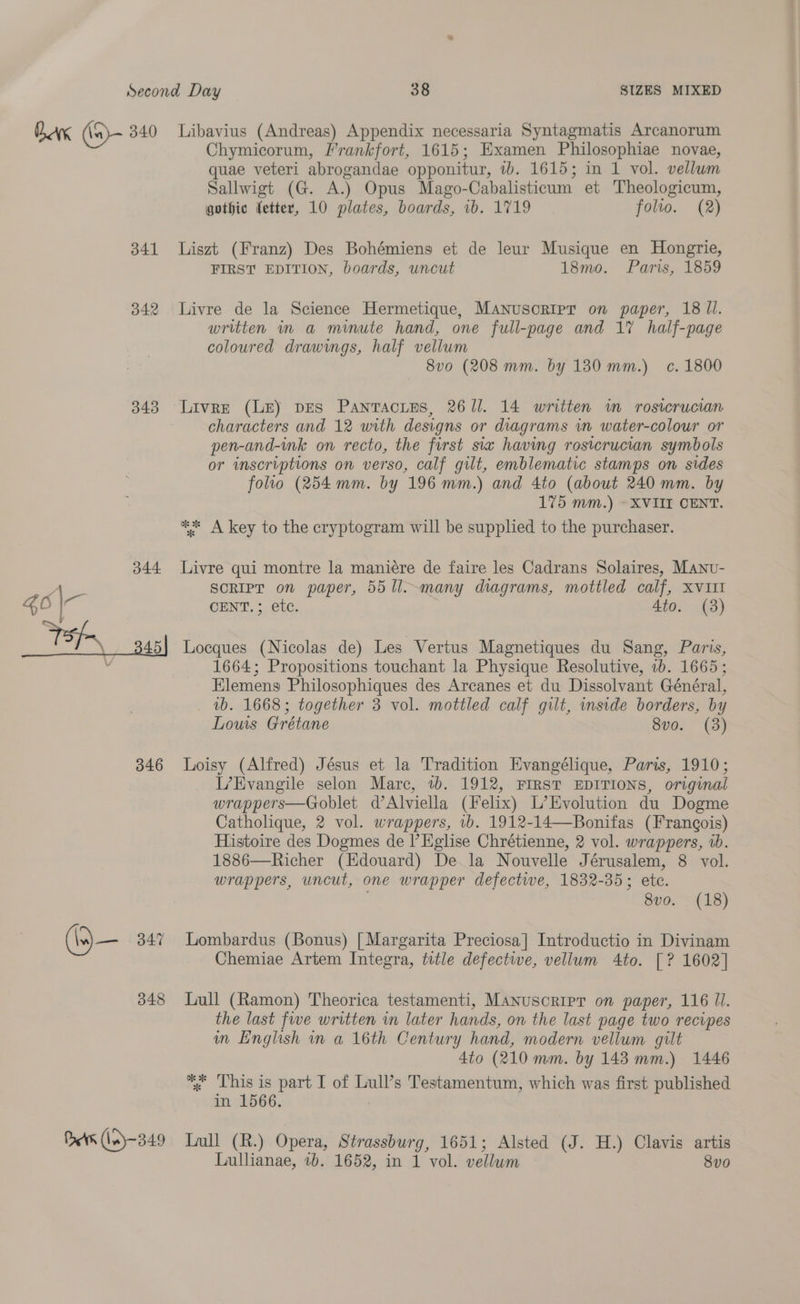 Second Day 38 SIZES MIXED
340 Libavius (Andreas) Appendix necessaria Syntagmatis Arcanorum
Chymicorum, Frankfort, 1615; Examen Philosophiae novae,
quae veteri abrogandae opponitur, ib. 1615; in 1 vol. vellum
Sallwigt (G. A.) Opus Mago-Cabalisticum et Theologicum,
gothic letter, 10 plates, boards, ib. 1719 folio. (2)
341 Liszt (Franz) Des Bohémiens et de leur Musique en Hongrie,
FIRST EDITION, boards, uncut 18mo. Paris, 1859
342 Livre de la Science Hermetique, MANUSCRIPT on paper, 18 ll.
written in a minute hand, one full-page and 17 half-page
coloured drawings, half vellum
8vo (208 mm. by 130 mm.) c. 1800
343 LIVRE (LE) DES PANTACLES, 26 ll. 14 written in rosicrucian
characters and 12 with designs or diagrams in water-colour or
pen-and-ink on recto, the first six having rosicrucian symbols
or inscriptions on verso, calf gilt, emblematic stamps on sides
folio (254 mm. by 196 mm.) and 4to (about 240 mm. by
175 mm.) XVIII CENT.
*** A key to the cryptogram will be supplied to the purchaser.
344 Livre qui montre la maniére de faire les Cadrans Solaires, MANU-
SCRIPT on paper, 55 ll. many diagrams, mottled calf, XVIII
CENT.; etc. 4to. (3)
345 Locques (Nicolas de) Les Vertus Magnetiques du Sang, Paris,
1664; Propositions touchant la Physique Resolutive, ib. 1665;
Elemens Philosophiques des Arcanes et du Dissolvant Général,
ib. 1668; together 3 vol. mottled calf gilt, inside borders, by
Louis Grétane 8vo. (3)
346 Loisy (Alfred) Jésus et la Tradition Evangélique, Paris, 1910;
L'Evangile selon Marc, ib. 1912, FIRST EDITIONS, original
wrappers—Goblet d'Alviella (Felix) L'Evolution du Dogme
Catholique, 2 vol. wrappers, ib. 1912-14—Bonifas (François)
Histoire des Dogmes de l'Eglise Chrétienne, 2 vol. wrappers, ib.
1886—Richer (Edouard) De la Nouvelle Jérusalem, 8 vol.
wrappers, uncut, one wrapper defective, 1832-35; etc.
8vo. (18)
347 Lombardus (Bonus) [Margarita Preciosa] Introductio in Divinam
Chemiae Artem Integra, title defective, vellum 4to. [? 1602]
348 Lull (Ramon) Theorica testamenti, MANUSCRIPT on paper, 116 ll.
the last five written in later hands, on the last page two recipes
in English in a 16th Century hand, modern vellum gilt
4to (210 mm. by 143 mm.) 1446
*** This is part I of Lull's Testamentum, which was first published
in 1566.
349 Lull (R.) Opera, Strassburg, 1651; Alsted (J. H.) Clavis artis
Lullianae, ib. 1652, in 1 vol. vellum 8vo